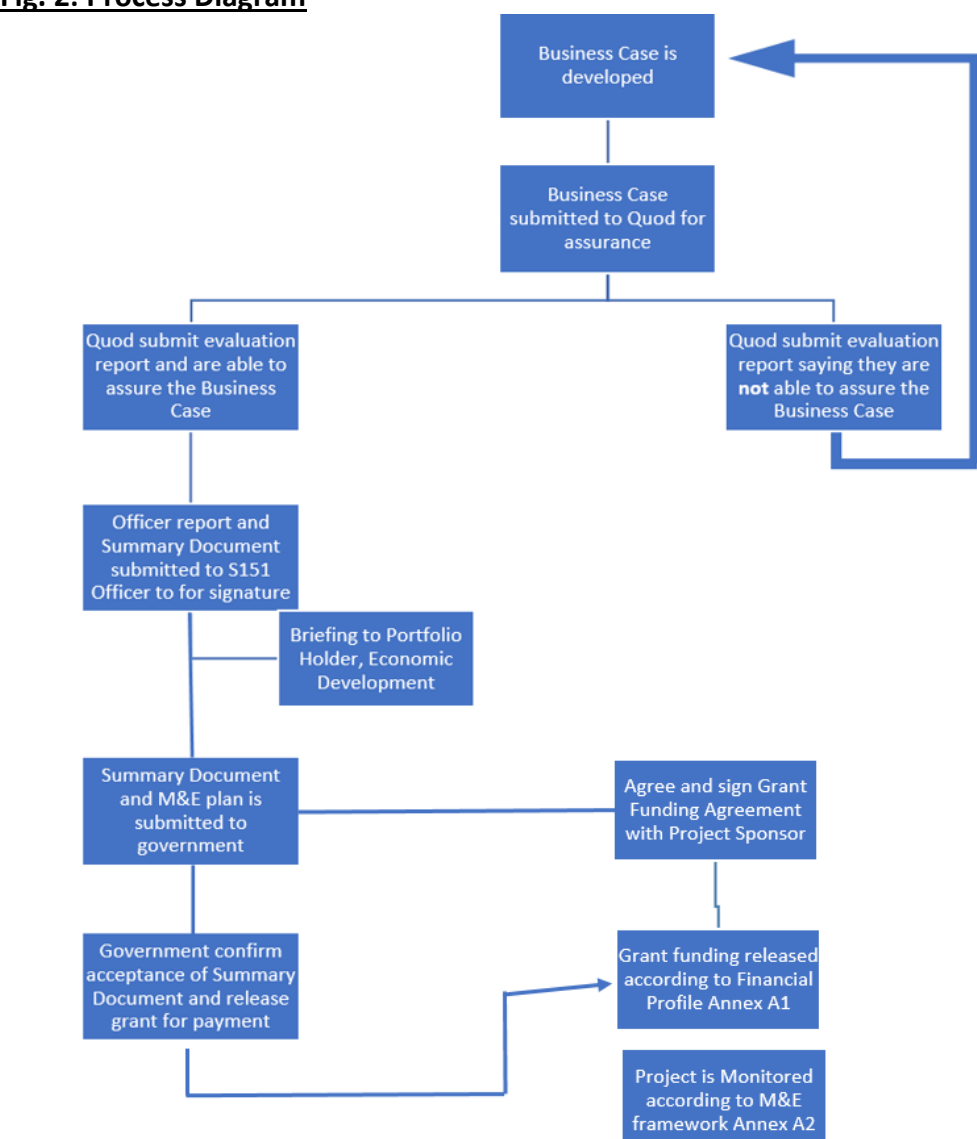 Fig. 2: Process Diagram
Business Case is
developed
Business Case
submitted to Quod for
assurance
Quod submit evaluation
report and are able to
assure the Business
Case
Quod submit evaluation
report saying they are
not able to assure the
Business Case
Officer report and
Summary Document
submitted to S151
Officer to for signature
Briefing to Portfolio
Holder, Economic
Development
Summary Document
and M&E plan is
submitted to
government
Agree and sign Grant
Funding Agreement
with Project Sponsor
Government confirm
acceptance of Summary
Document and release
grant for payment
Grant funding released
according to Financial
Profile Annex A1
Project is Monitored
according to M&E
framework Annex A2